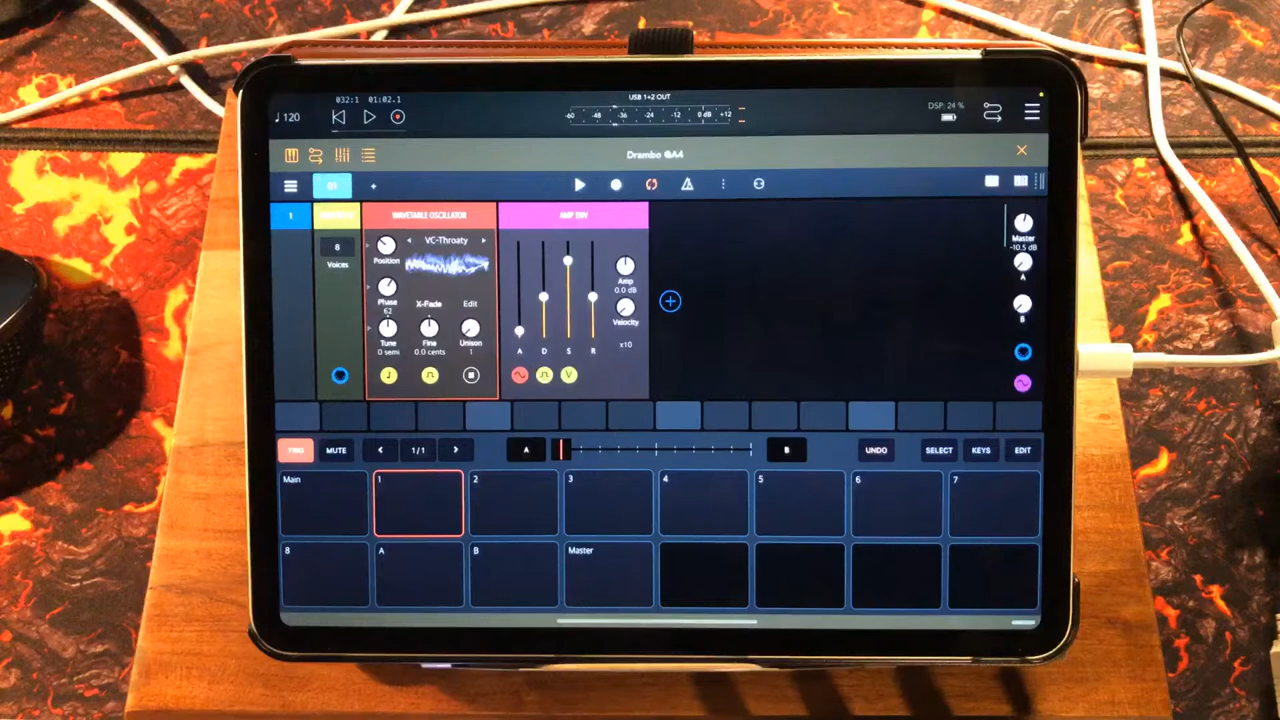 USB 1+2 OUT
032:1 01:02.1
♩120
-60 -48 -36 -24 -12 0 dB +12
DSP: 24 %
Drambo @A4
01 +
1
WAVETABLE OSCILLATOR
AMP ENV
8
Voices
Position
VC-Throaty
Phase
62
X-Fade
Edit
Tune
0 semi
Fine
0.0 cents
Unison
1
A D S R
Amp
0.0 dB
Velocity
x10
V
Master
-10.5 dB
A
B
TRIG MUTE < 1/1 > A B UNDO SELECT KEYS EDIT
Main 1 2 3 4 5 6 7
8 A B Master